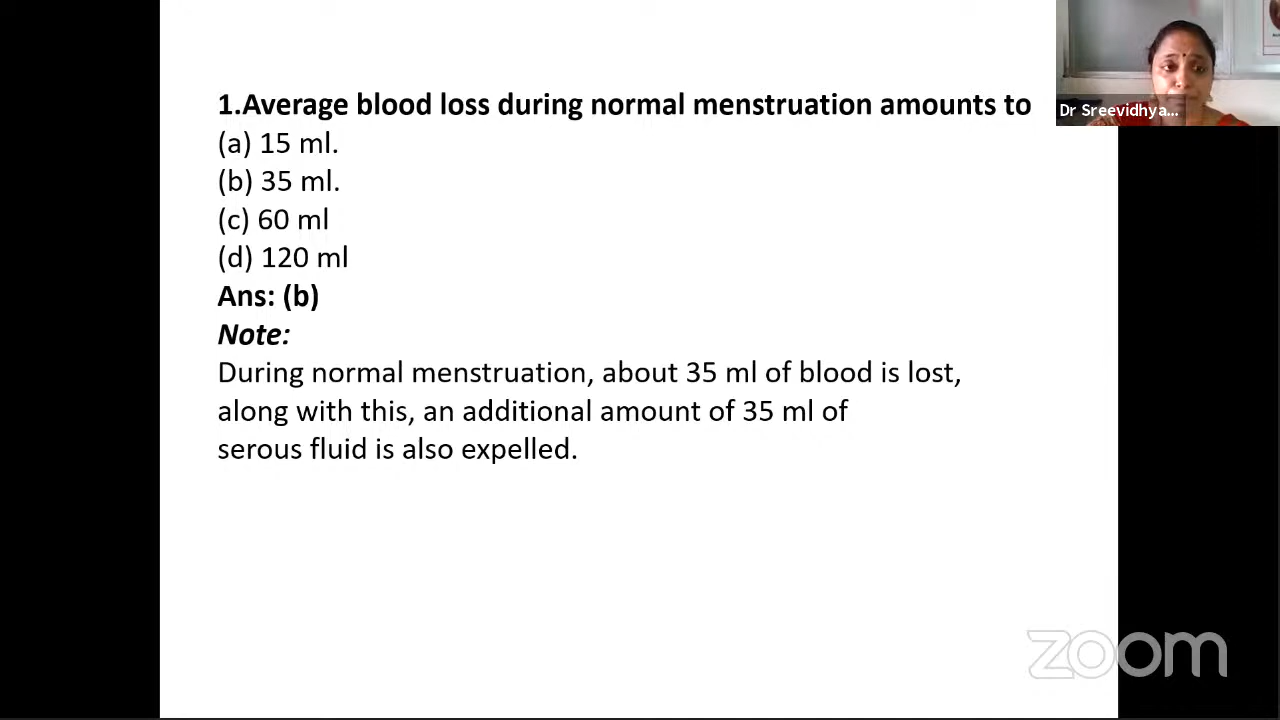 1.Average blood loss during normal menstruation amounts to
(a) 15 ml.
(b) 35 ml.
(c) 60 ml
(d) 120 ml
Ans: (b)
Note:
During normal menstruation, about 35 ml of blood is lost,
along with this, an additional amount of 35 ml of
serous fluid is also expelled.
Dr Sreevidhya...
zoom